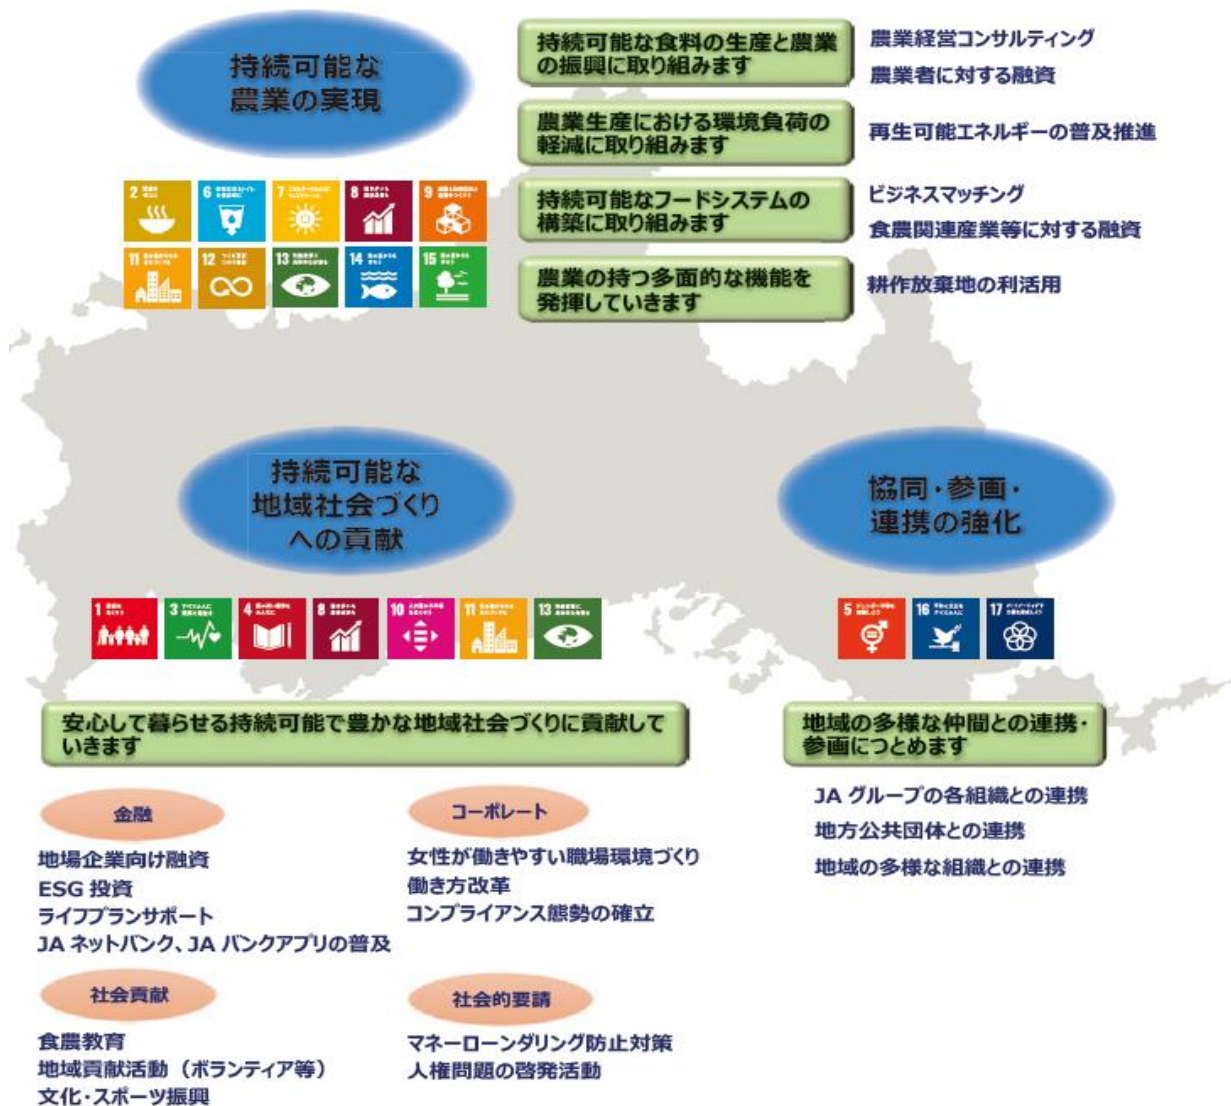 持続可能な
農業の実現
2
6
7
8
9
11
12
13
14
15
持続可能な食料の生産と農業
の振興に取り組みます
農業経営コンサルティング
農業者に対する融資
農業生産における環境負荷の
軽減に取り組みます
再生可能エネルギーの普及推進
持続可能なフードシステムの
構築に取り組みます
ビジネスマッチング
食農関連産業等に対する融資
農業の持つ多面的な機能を
発揮していきます
耕作放棄地の利活用
持続可能な
地域社会づくり
への貢献
1
3
4
8
10
11
13
安心して暮らせる持続可能で豊かな地域社会づくりに貢献して
いきます
金融
地場企業向け融資
ESG 投資
ライフプランサポート
JA ネットバンク、JA バンクアプリの普及
コーポレート
女性が働きやすい職場環境づくり
働き方改革
コンプライアンス態勢の確立
社会貢献
食農教育
地域貢献活動（ボランティア等）
文化・スポーツ振興
社会的要請
マネーローンダリング防止対策
人権問題の啓発活動
協同・参画・
連携の強化
5
16
17
地域の多様な仲間との連携・
参画につとめます
JA グループの各組織との連携
地方公共団体との連携
地域の多様な組織との連携